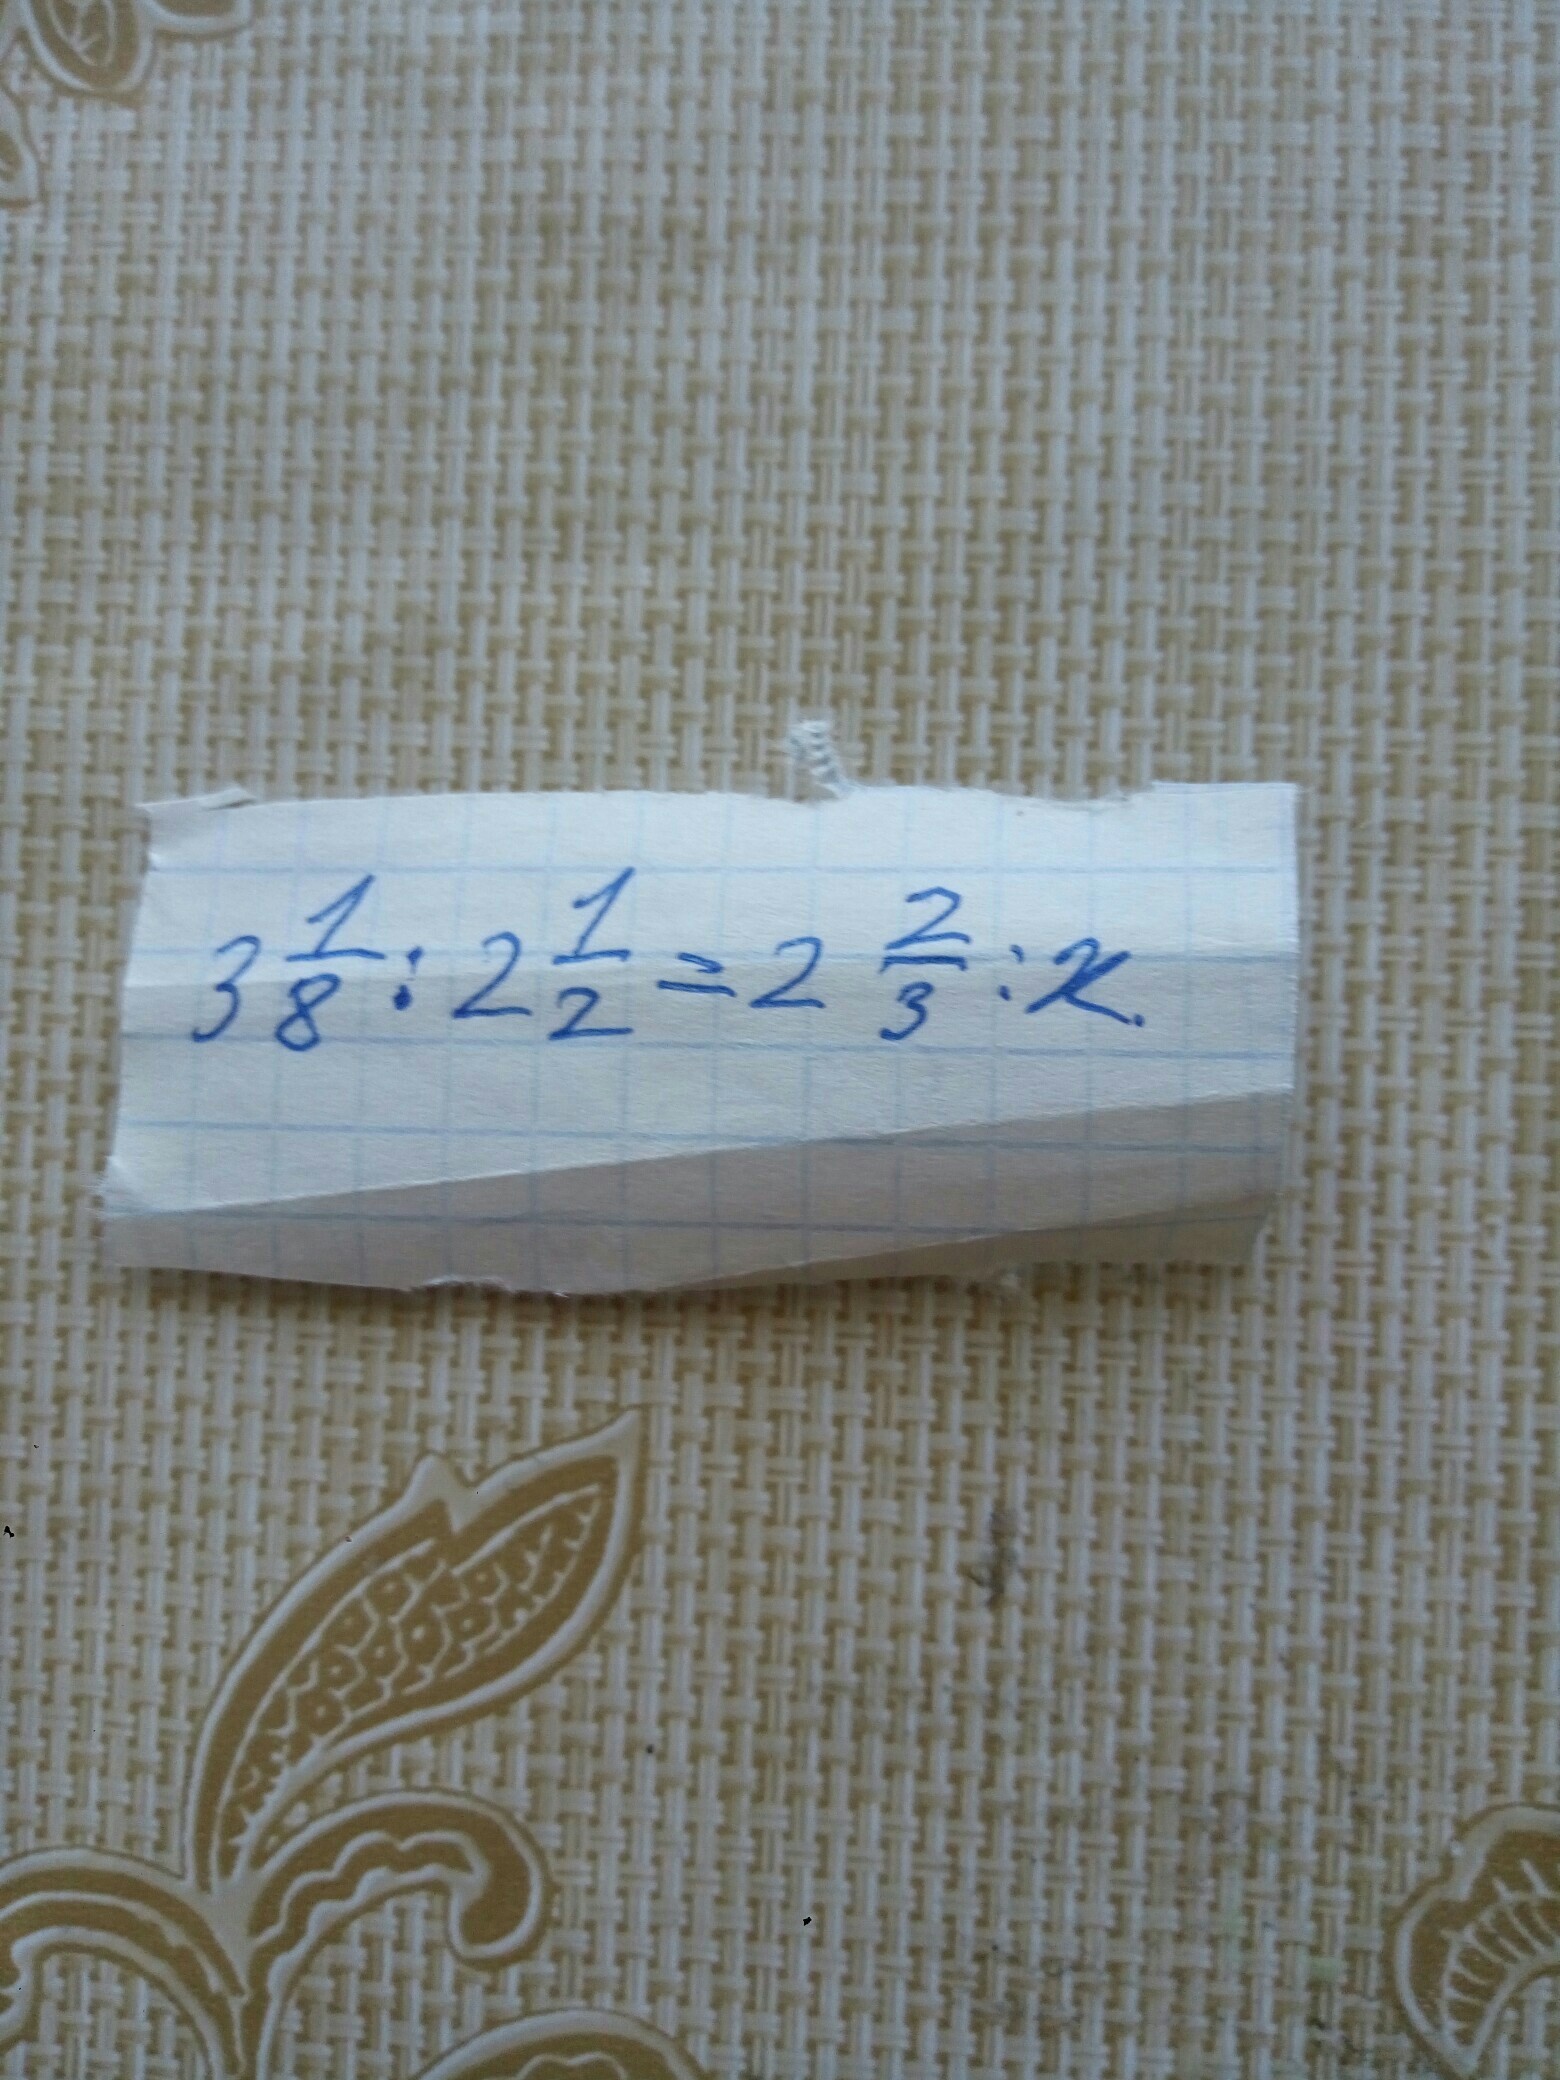 3 1/8 : 2 1/2 = 2 2/3 : x.